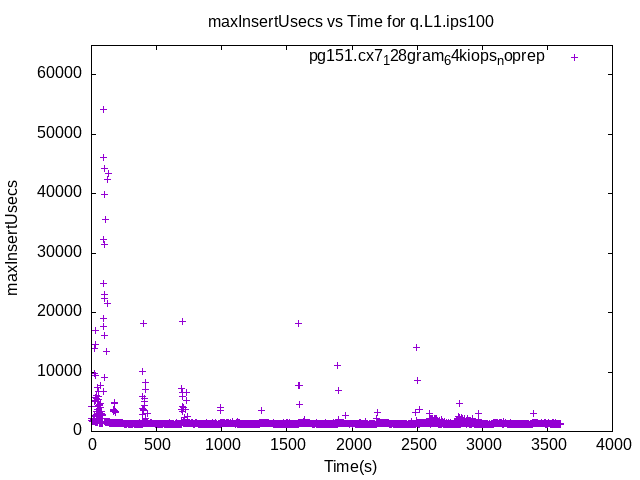 maxInsertUsecs vs Time for q.L1.ips100
pg151.cx7128gram64kiopsnoprep
60000
50000
40000
30000
20000
10000
0
maxInsertUsecs
0 500 1000 1500 2000 2500 3000 3500 4000
Time(s)